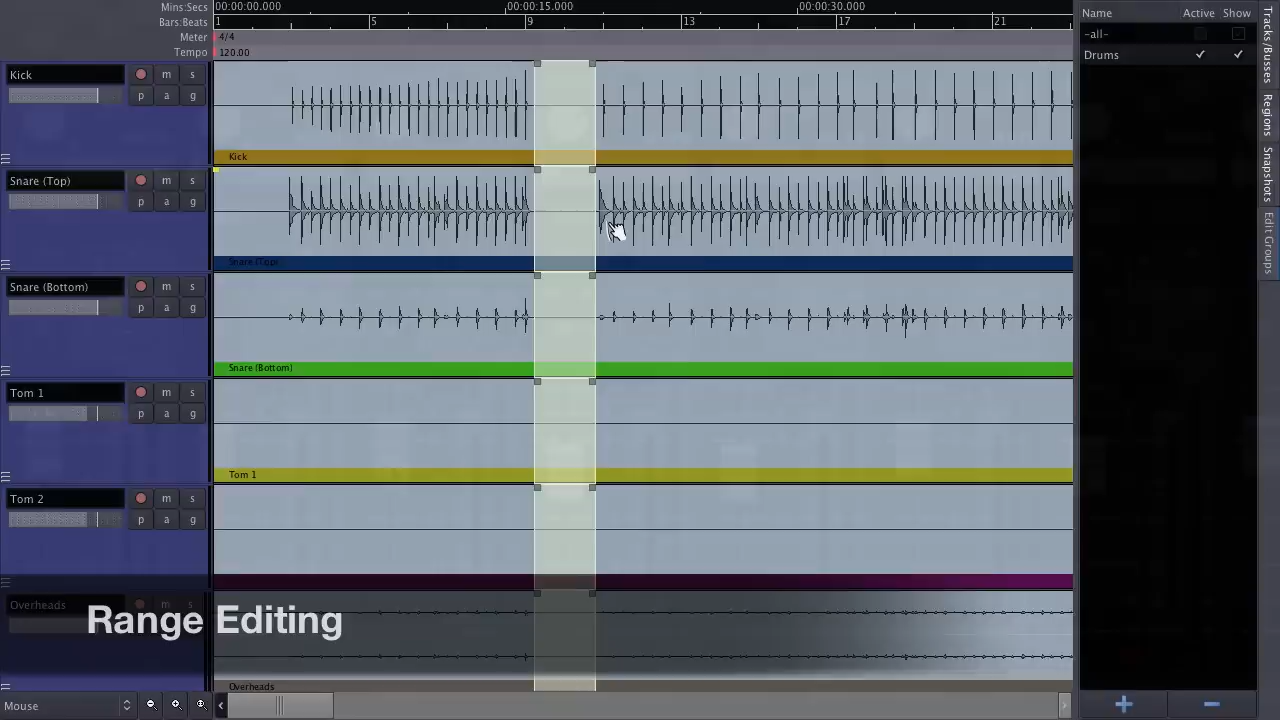 Mins:Secs 00:00:00.000 00:00:15.000 00:00:30.000
Bars:Beats 1 5 9 13 17 21
Meter 4/4
Tempo 120.00
Name Active Show
-all-
Drums
Tracks/Busses
Regions
Snapshots
Edit Groups
Kick m s
p a g
Kick
Snare (Top) m s
p a g
Snare (Top)
Snare (Bottom) m s
p a g
Snare (Bottom)
Tom 1 m s
p a g
Tom 1
Tom 2 m s
p a g
Overheads m s
Range Editing
Overheads
Mouse